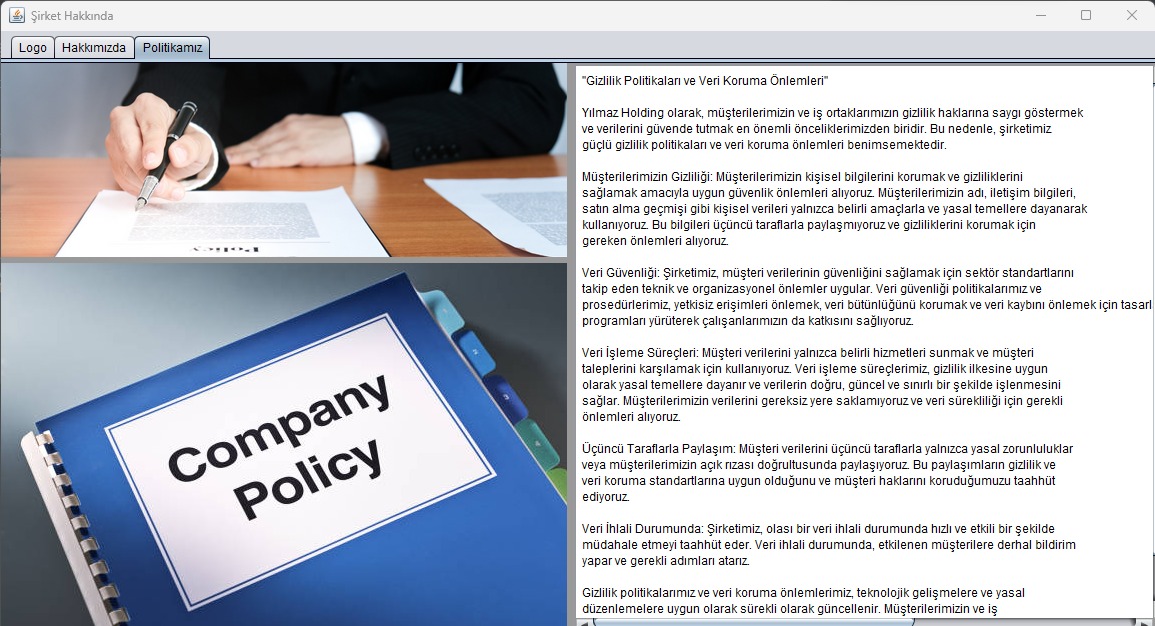 Şirket Hakkında
Logo Hakkımızda Politikamız
Policy
Company
Policy
"Gizlilik Politikaları ve Veri Koruma Önlemleri"
Yılmaz Holding olarak, müşterilerimizin ve iş ortaklarımızın gizlilik haklarına saygı göstermek
ve verilerini güvende tutmak en önemli önceliklerimizden biridir. Bu nedenle, şirketimiz
güçlü gizlilik politikaları ve veri koruma önlemleri benimsemektedir.
Müşterilerimizin Gizliliği: Müşterilerimizin kişisel bilgilerini korumak ve gizliliklerini
sağlamak amacıyla uygun güvenlik önlemleri alıyoruz. Müşterilerimizin adı, iletişim bilgileri,
satın alma geçmişi gibi kişisel verileri yalnızca belirli amaçlarla ve yasal temellere dayanarak
kullanıyoruz. Bu bilgileri üçüncü taraflarla paylaşmıyoruz ve gizliliklerini korumak için
gereken önlemleri alıyoruz.
Veri Güvenliği: Şirketimiz, müşteri verilerinin güvenliğini sağlamak için sektör standartlarını
takip eden teknik ve organizasyonel önlemler uygular. Veri güvenliği politikalarımız ve
prosedürlerimiz, yetkisiz erişimleri önlemek, veri bütünlüğünü korumak ve veri kaybını önlemek için tasarl
programları yürüterek çalışanlarımızın da katkısını sağlıyoruz.
Veri İşleme Süreçleri: Müşteri verilerini yalnızca belirli hizmetleri sunmak ve müşteri
taleplerini karşılamak için kullanıyoruz. Veri işleme süreçlerimiz, gizlilik ilkesine uygun
olarak yasal temellere dayanır ve verilerin doğru, güncel ve sınırlı bir şekilde işlenmesini
sağlar. Müşterilerimizin verilerini gereksiz yere saklamıyoruz ve veri sürekliliği için gerekli
önlemleri alıyoruz.
Üçüncü Taraflarla Paylaşım: Müşteri verilerini üçüncü taraflarla yalnızca yasal zorunluluklar
veya müşterilerimizin açık rızası doğrultusunda paylaşıyoruz. Bu paylaşımların gizlilik ve
veri koruma standartlarına uygun olduğunu ve müşteri haklarını koruduğumuzu taahhüt
ediyoruz.
Veri İhlali Durumunda: Şirketimiz, olası bir veri ihlali durumunda hızlı ve etkili bir şekilde
müdahale etmeyi taahhüt eder. Veri ihlali durumunda, etkilenen müşterilere derhal bildirim
yapar ve gerekli adımları atarız.
Gizlilik politikalarımız ve veri koruma önlemlerimiz, teknolojik gelişmelere ve yasal
düzenlemelere uygun olarak sürekli olarak güncellenir. Müşterilerimizin ve iş